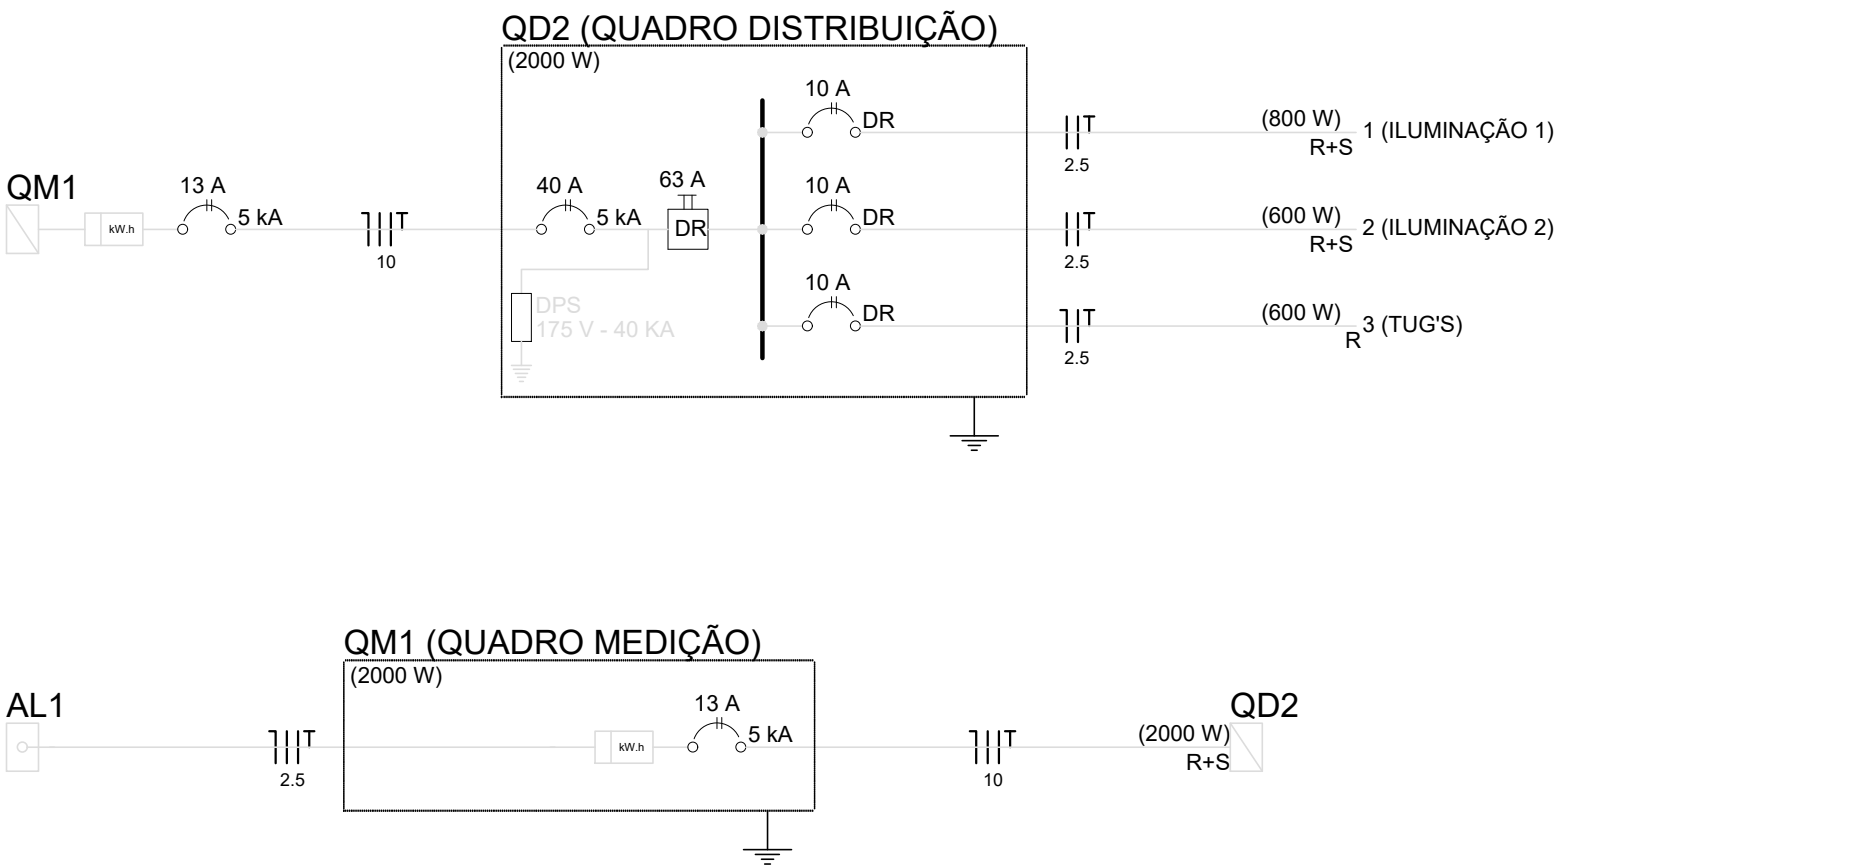 QD2 (QUADRO DISTRIBUIÇÃO)
(2000 W)
10 A
DR
(800 W)
1 (ILUMINAÇÃO 1)
R+S
2.5
QM1
kW.h
13 A
5 kA
10
40 A
5 kA
63 A
DR
10 A
DR
(600 W)
2 (ILUMINAÇÃO 2)
R+S
2.5
DPS
175 V - 40 KA
10 A
DR
(600 W)
3 (TUG'S)
R
2.5
QM1 (QUADRO MEDIÇÃO)
(2000 W)
AL1
2.5
kW.h
13 A
5 kA
10
(2000 W)
R+S
QD2